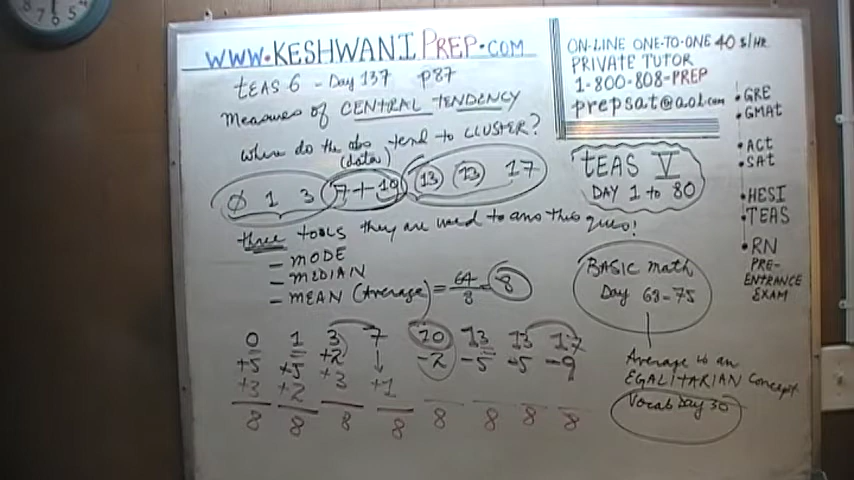 WWW.KESHWANIPREP.COM
TEAS 6 - Day 137 p87
Measures of CENTRAL TENDENCY
where do the obs tend to CLUSTER?
(data)
0 1 3 7 + 10 13 13 17
three tools they are used to ans this ques!
- MODE
- MEDIAN
- MEAN (Average) = 64/8 = 8
0 1 3 7 10 13 13 17
+5 +5 +2 -2 -5 -5 -9
+3 +2 +3 +1
8 8 8 8 8 8 8 8
ON-LINE ONE-TO-ONE 40 $/HR
PRIVATE TUTOR
1-800-808-PREP
prepsat@aol.com
TEAS V
DAY 1 to 80
BASIC math
Day 63-75
Average is an
EGALITARIAN Concept
Vocab Day 30
• GRE
• GMAT
• ACT
• SAT
• HESI
• TEAS
• RN
PRE-
ENTRANCE
EXAM
8 7 6 5 4